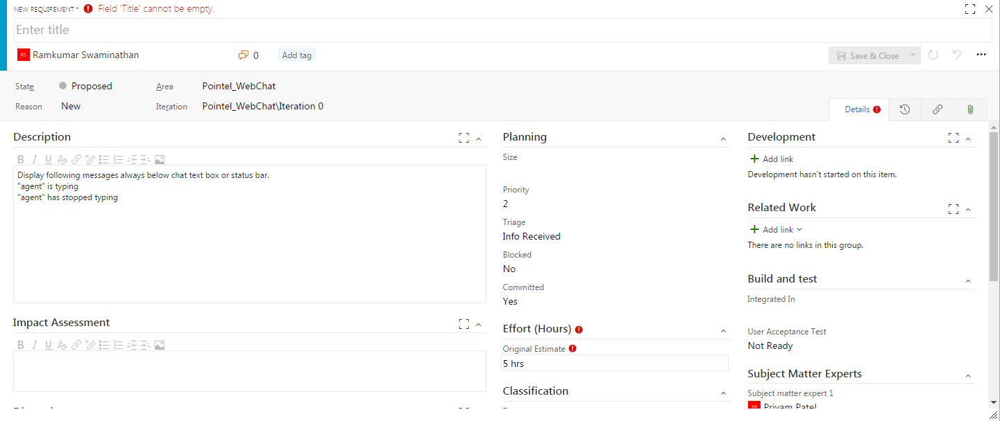 NEW REQUIREMENT * Field 'Title' cannot be empty.
Enter title
RS Ramkumar Swaminathan 0 Add tag Save & Close
State Proposed Area Pointel_WebChat
Reason New Iteration Pointel_WebChat\Iteration 0 Details
Description
B I U
Display following messages always below chat text box or status bar.
"agent" is typing
"agent" has stopped typing
Impact Assessment
B I U
Planning
Size
Priority
2
Triage
Info Received
Blocked
No
Committed
Yes
Effort (Hours)
Original Estimate
5 hrs
Classification
Development
Add link
Development hasn't started on this item.
Related Work
Add link
There are no links in this group.
Build and test
Integrated In
User Acceptance Test
Not Ready
Subject Matter Experts
Subject matter expert 1
Priyam Patel